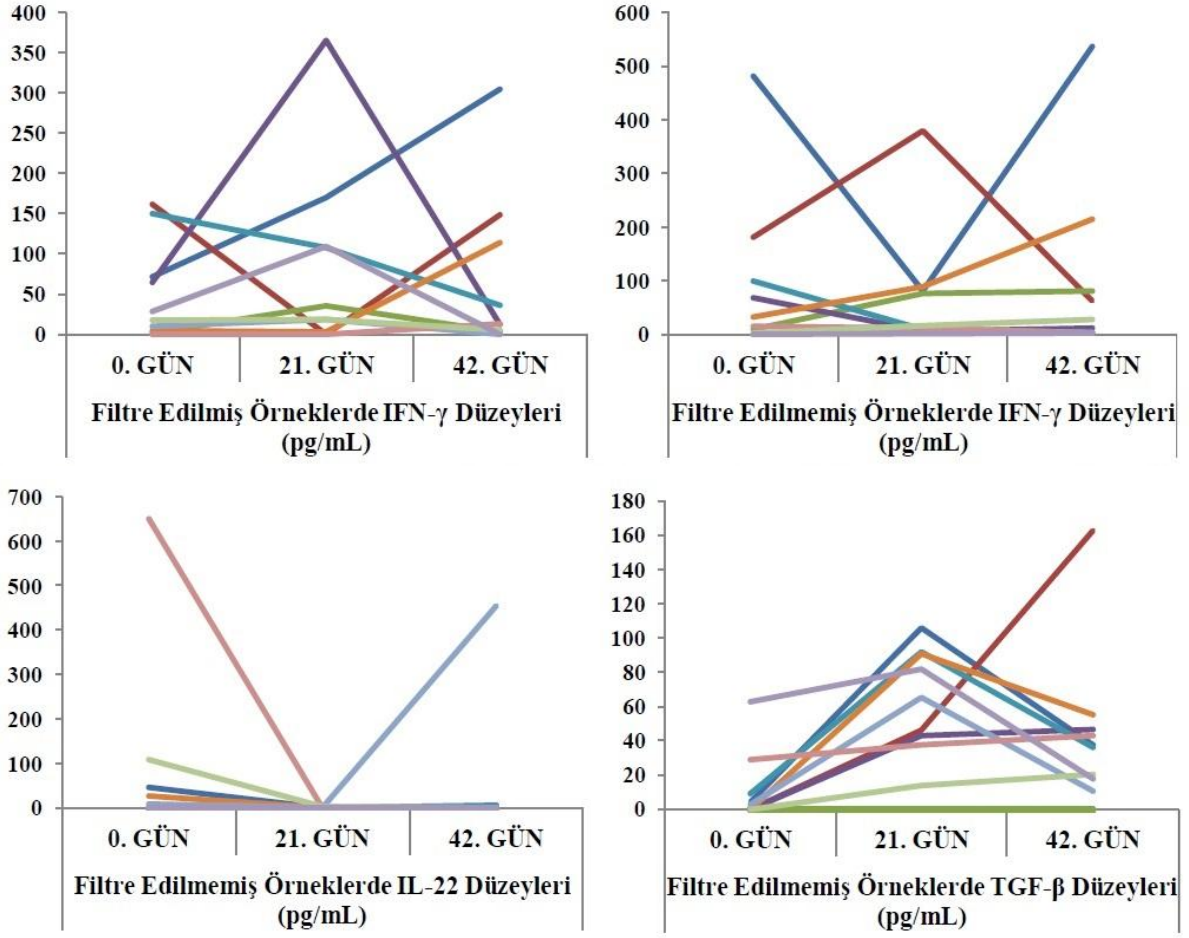 400
350
300
250
200
150
100
50
0
0. GÜN 21. GÜN 42. GÜN
Filtre Edilmiş Örneklerde IFN-γ Düzeyleri
(pg/mL)
600
500
400
300
200
100
0
0. GÜN 21. GÜN 42. GÜN
Filtre Edilmemiş Örneklerde IFN-γ Düzeyleri
(pg/mL)
700
600
500
400
300
200
100
0
0. GÜN 21. GÜN 42. GÜN
Filtre Edilmemiş Örneklerde IL-22 Düzeyleri
(pg/mL)
180
160
140
120
100
80
60
40
20
0
0. GÜN 21. GÜN 42. GÜN
Filtre Edilmemiş Örneklerde TGF-β Düzeyleri
(pg/mL)